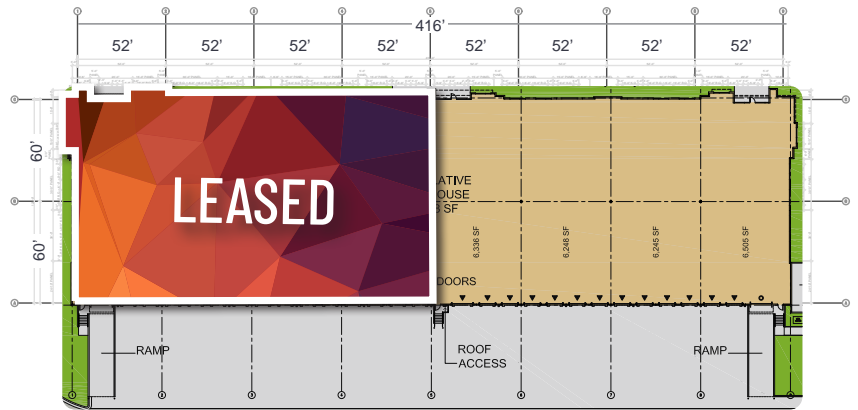 416'
52'
52'
52'
52'
52'
52'
52'
52'
60'
60'
LEASED
ATIVE
OUSE
SF
6,336 SF
6,248 SF
6,245 SF
6,505 SF
DOORS
RAMP
ROOF
ACCESS
RAMP